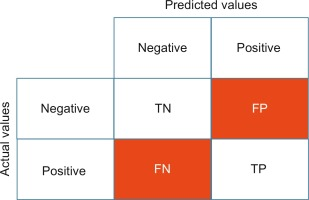 Predicted values
Negative Positive
Actual values
Negative TN FP
Positive FN TP